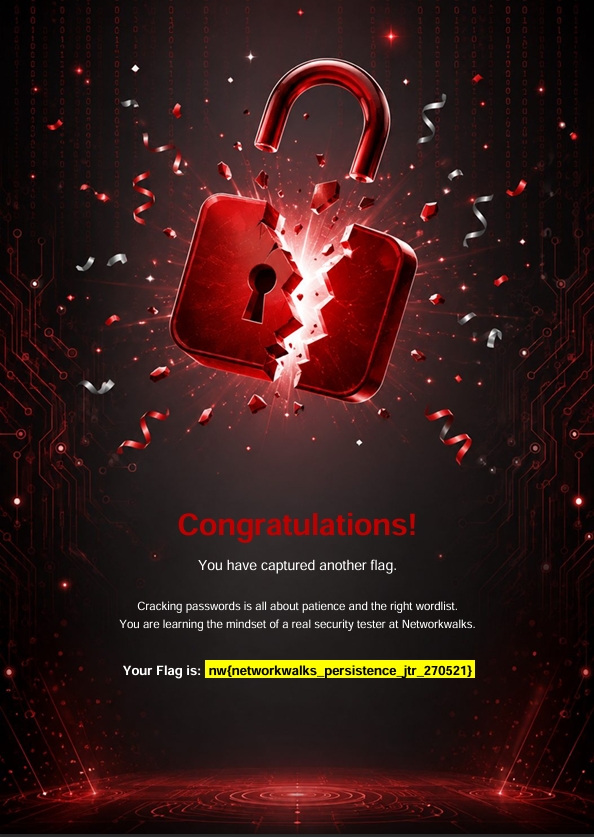 Congratulations!
You have captured another flag.
Cracking passwords is all about patience and the right wordlist.
You are learning the mindset of a real security tester at Networkwalks.
Your Flag is: nw{networkwalks_persistence_jtr_270521}